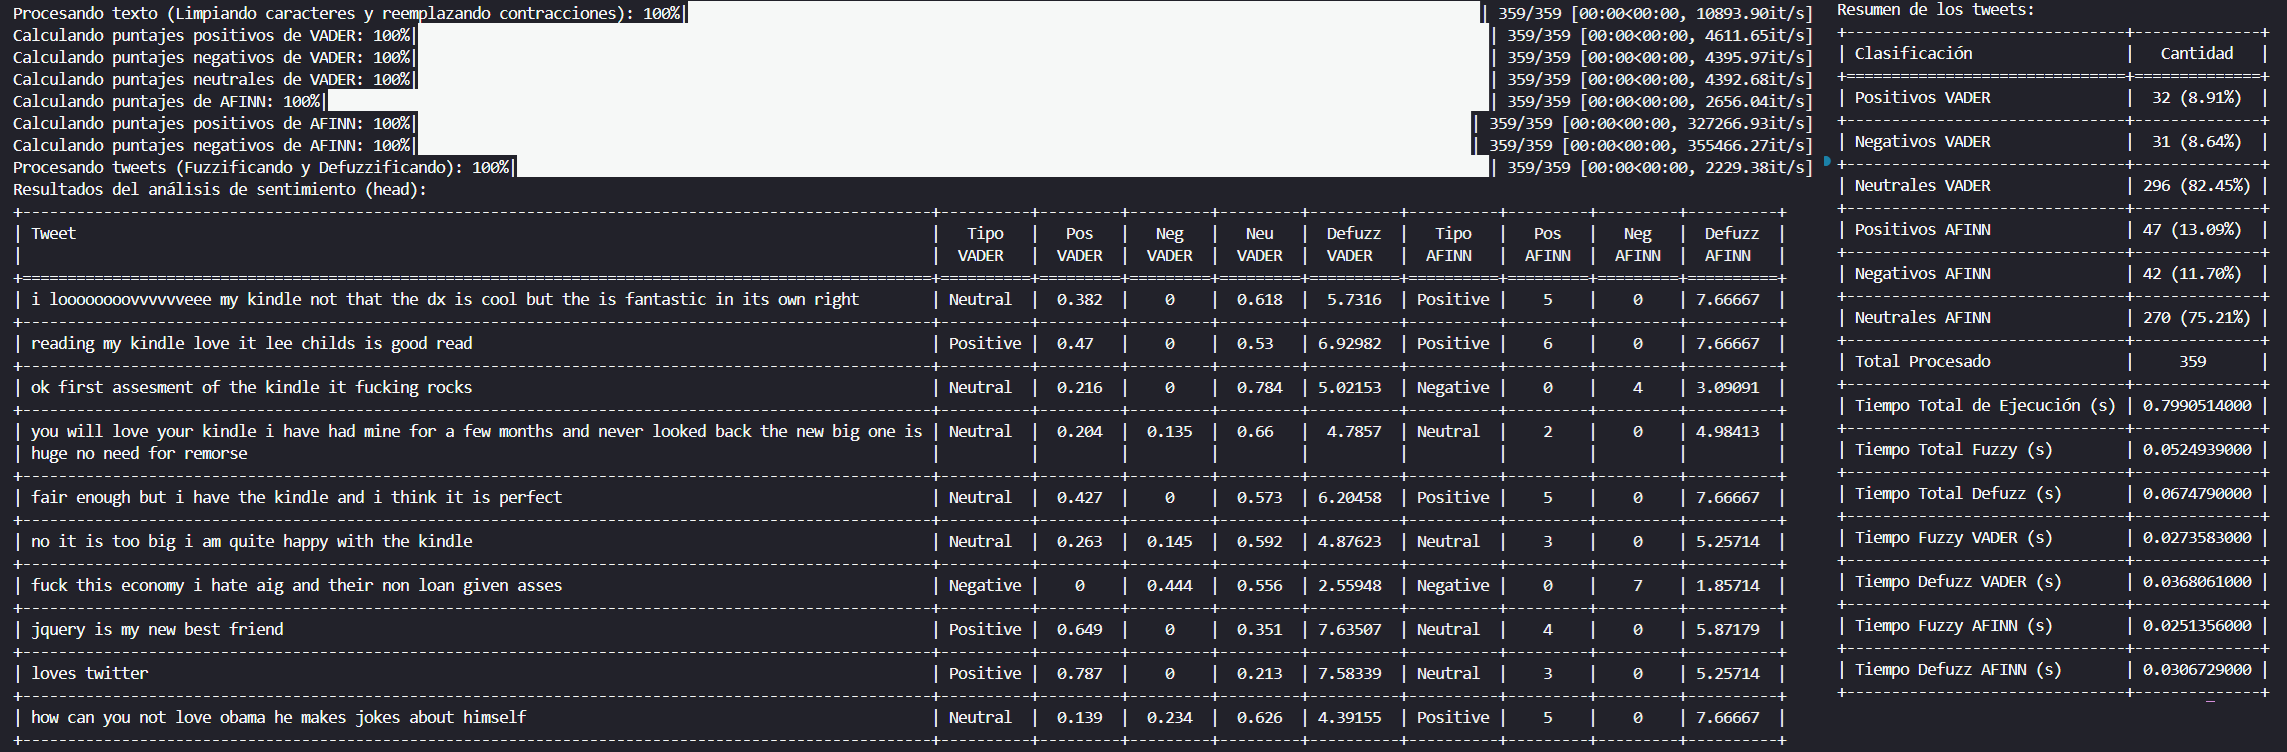 Procesando texto (Limpiando caracteres y reemplazando contracciones): 100%| | 359/359 [00:00<00:00, 10893.90it/s]
Calculando puntajes positivos de VADER: 100%| | 359/359 [00:00<00:00, 4611.65it/s]
Calculando puntajes negativos de VADER: 100%| | 359/359 [00:00<00:00, 4395.97it/s]
Calculando puntajes neutrales de VADER: 100%| | 359/359 [00:00<00:00, 4392.68it/s]
Calculando puntajes de AFINN: 100%| | 359/359 [00:00<00:00, 2656.04it/s]
Calculando puntajes positivos de AFINN: 100%| | 359/359 [00:00<00:00, 327266.93it/s]
Calculando puntajes negativos de AFINN: 100%| | 359/359 [00:00<00:00, 355466.27it/s]
Procesando tweets (Fuzzificando y Defuzzificando): 100%| | 359/359 [00:00<00:00, 2229.38it/s]
Resultados del análisis de sentimiento (head):
| Tweet | Tipo | Pos | Neg | Neu | Defuzz | Tipo | Pos | Neg | Defuzz |
| | VADER | VADER | VADER | VADER | VADER | AFINN | AFINN | AFINN | AFINN |
| i looooooovvvvvveee my kindle not that the dx is cool but the is fantastic in its own right | Neutral | 0.382 | 0 | 0.618 | 5.7316 | Positive | 5 | 0 | 7.66667 |
| reading my kindle love it lee childs is good read | Positive | 0.47 | 0 | 0.53 | 6.92982 | Positive | 6 | 0 | 7.66667 |
| ok first assesment of the kindle it fucking rocks | Neutral | 0.216 | 0 | 0.784 | 5.02153 | Negative | 0 | 4 | 3.09091 |
| you will love your kindle i have had mine for a few months and never looked back the new big one is | Neutral | 0.204 | 0.135 | 0.66 | 4.7857 | Neutral | 2 | 0 | 4.98413 |
| huge no need for remorse | | | | | | | | | |
| fair enough but i have the kindle and i think it is perfect | Neutral | 0.427 | 0 | 0.573 | 6.20458 | Positive | 5 | 0 | 7.66667 |
| no it is too big i am quite happy with the kindle | Neutral | 0.263 | 0.145 | 0.592 | 4.87623 | Neutral | 3 | 0 | 5.25714 |
| fuck this economy i hate aig and their non loan given asses | Negative | 0 | 0.444 | 0.556 | 2.55948 | Negative | 0 | 7 | 1.85714 |
| jquery is my new best friend | Positive | 0.649 | 0 | 0.351 | 7.63507 | Neutral | 4 | 0 | 5.87179 |
| loves twitter | Positive | 0.787 | 0 | 0.213 | 7.58339 | Neutral | 3 | 0 | 5.25714 |
| how can you not love obama he makes jokes about himself | Neutral | 0.139 | 0.234 | 0.626 | 4.39155 | Positive | 5 | 0 | 7.66667 |
Resumen de los tweets:
| Clasificación | Cantidad |
| Positivos VADER | 32 (8.91%) |
| Negativos VADER | 31 (8.64%) |
| Neutrales VADER | 296 (82.45%) |
| Positivos AFINN | 47 (13.09%) |
| Negativos AFINN | 42 (11.70%) |
| Neutrales AFINN | 270 (75.21%) |
| Total Procesado | 359 |
| Tiempo Total de Ejecución (s) | 0.7990514000 |
| Tiempo Total Fuzzy (s) | 0.0524939000 |
| Tiempo Total Defuzz (s) | 0.0674790000 |
| Tiempo Fuzzy VADER (s) | 0.0273583000 |
| Tiempo Defuzz VADER (s) | 0.0368061000 |
| Tiempo Fuzzy AFINN (s) | 0.0251356000 |
| Tiempo Defuzz AFINN (s) | 0.0306729000 |